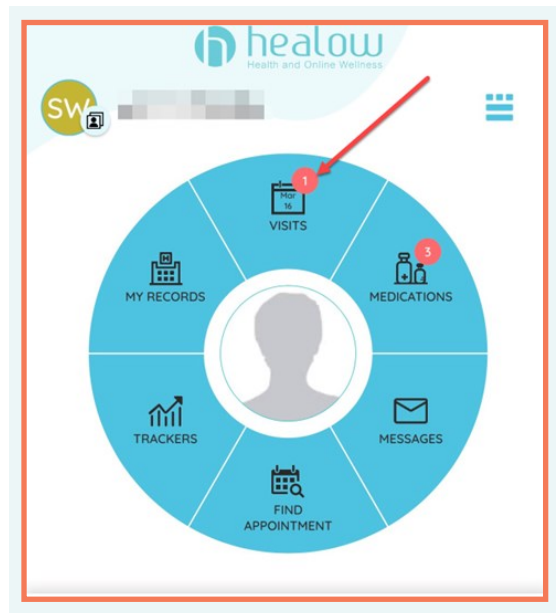 healow
Health and Online Wellness
SW
1
Mar
16
VISITS
3
MY RECORDS
MEDICATIONS
TRACKERS
MESSAGES
FIND
APPOINTMENT